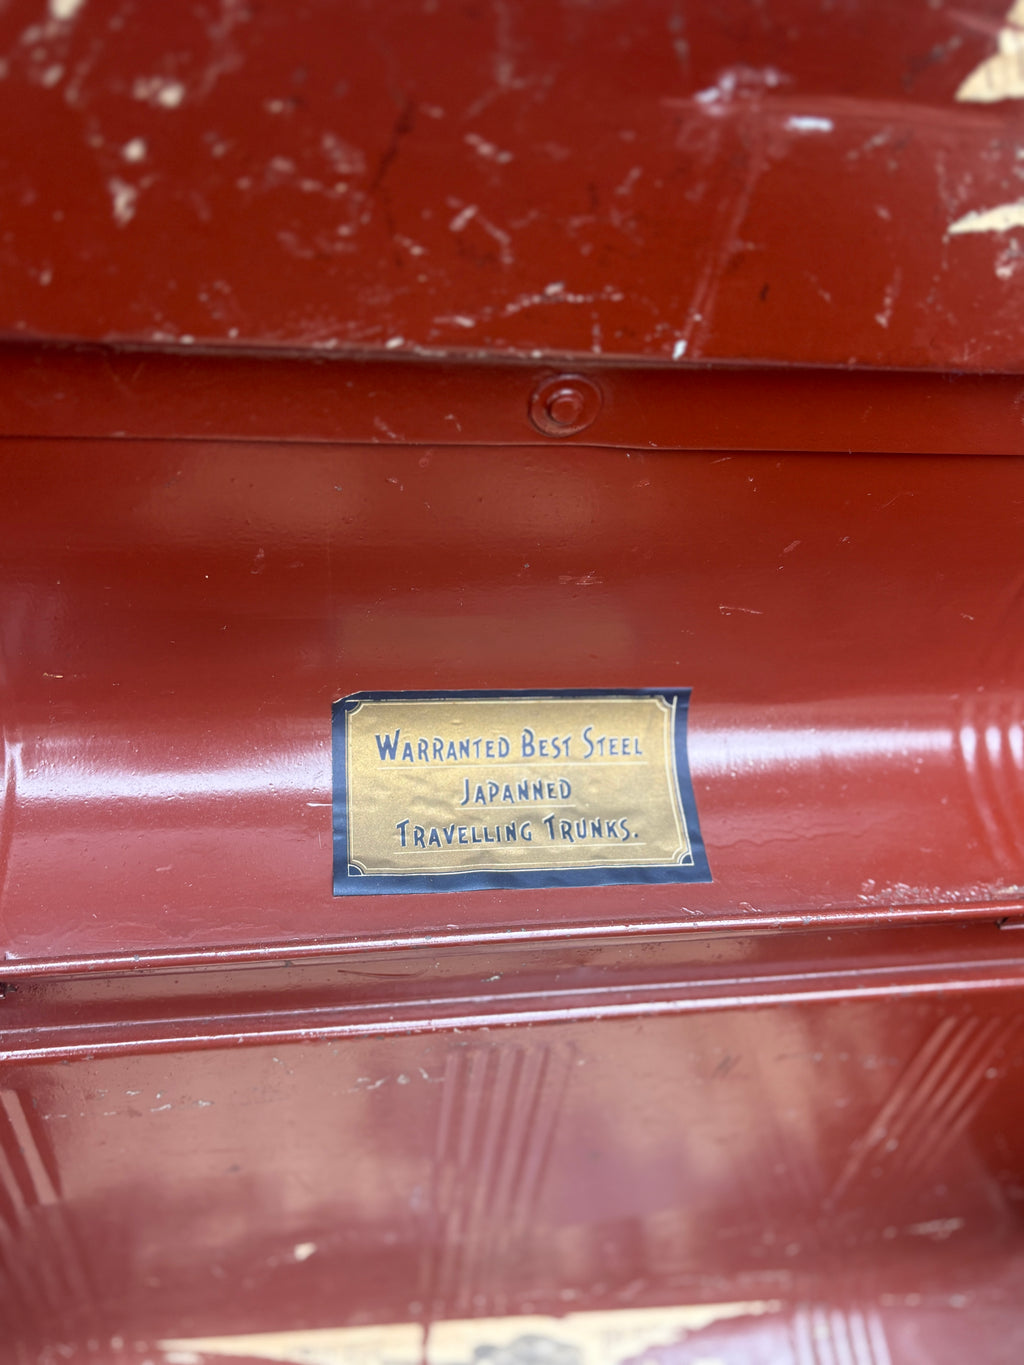 WARRANTED BEST STEEL
JAPANNED
TRAVELLING TRUNKS.